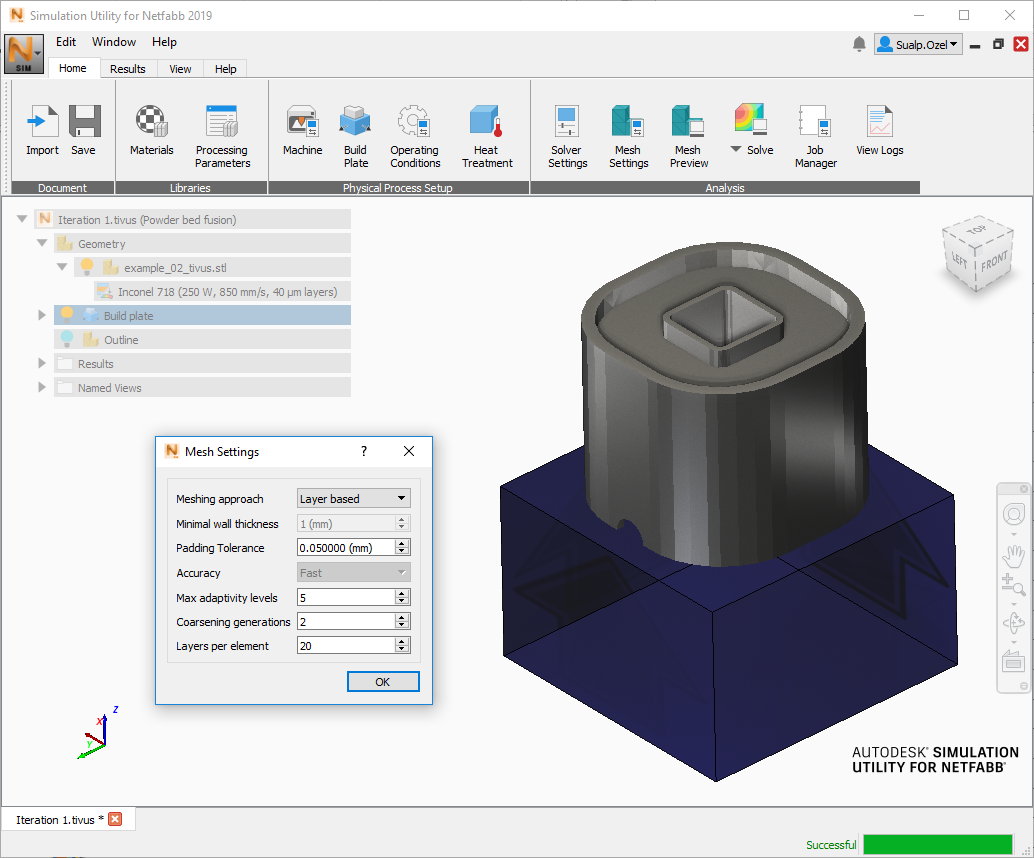 Simulation Utility for Netfabb 2019
Edit Window Help
Sualp.Ozel
SIM
Home Results View Help
Import Save Materials Processing Parameters Machine Build Plate Operating Conditions Heat Treatment Solver Settings Mesh Settings Mesh Preview Solve Job Manager View Logs
Document Libraries Physical Process Setup Analysis
Iteration 1.tivus (Powder bed fusion)
Geometry
example_02_tivus.stl
Inconel 718 (250 W, 850 mm/s, 40 µm layers)
Build plate
Outline
Results
Named Views
TOP
LEFT FRONT
Mesh Settings ?
Meshing approach Layer based
Minimal wall thickness 1 (mm)
Padding Tolerance 0.050000 (mm)
Accuracy Fast
Max adaptivity levels 5
Coarsening generations 2
Layers per element 20
OK
Z
X
Y
AUTODESK® SIMULATION
UTILITY FOR NETFABB®
Iteration 1.tivus *
Successful